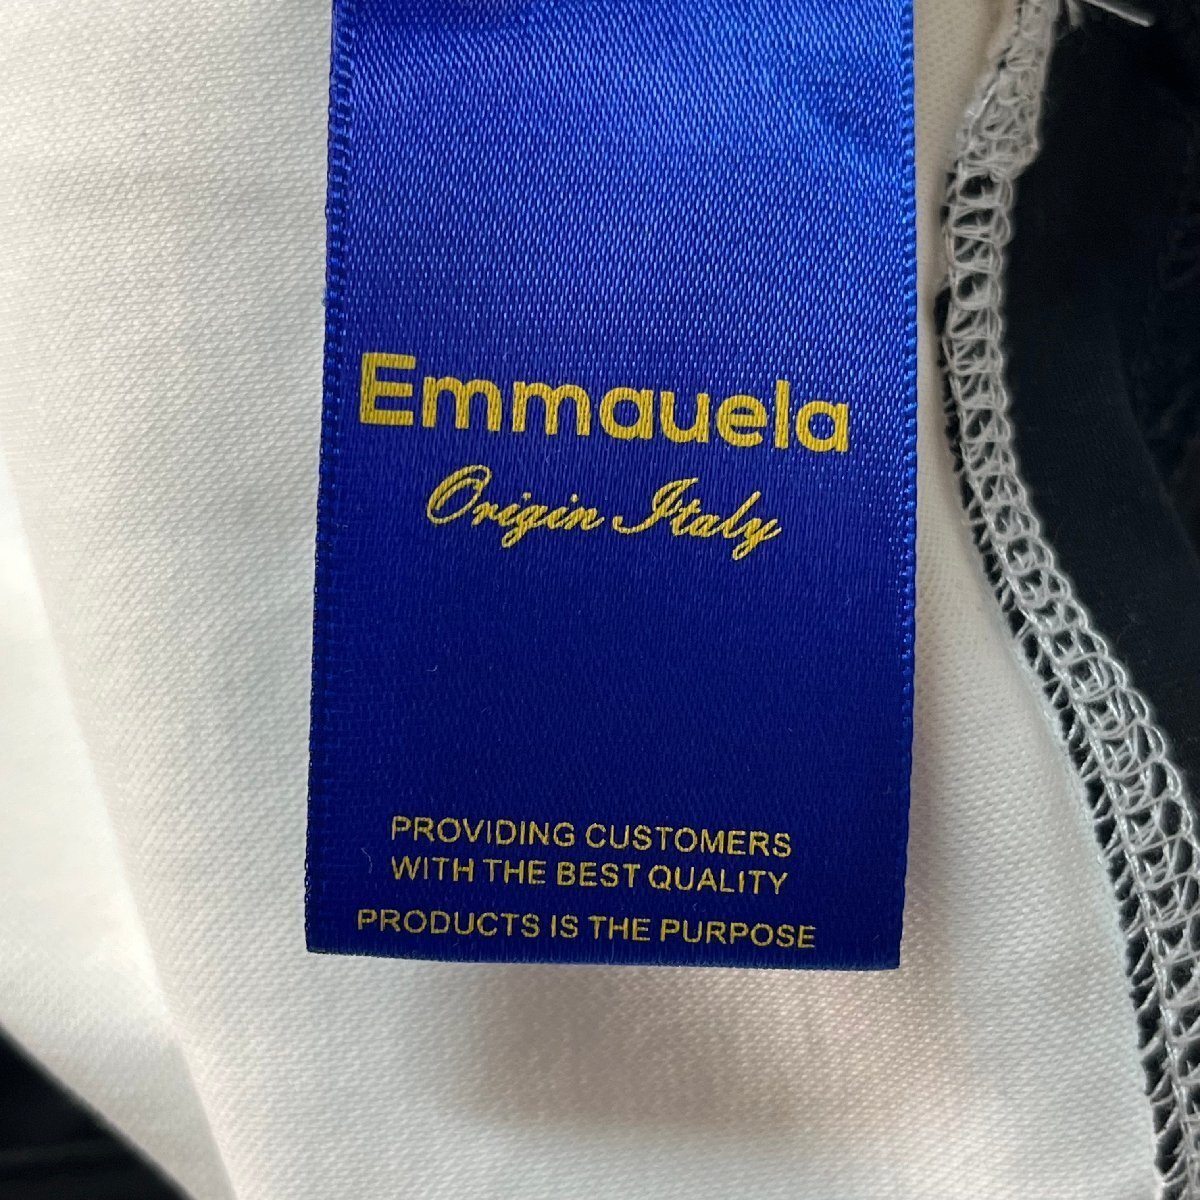 Emmauela
Origin Italy
PROVIDING CUSTOMERS
WITH THE BEST QUALITY
PRODUCTS IS THE PURPOSE